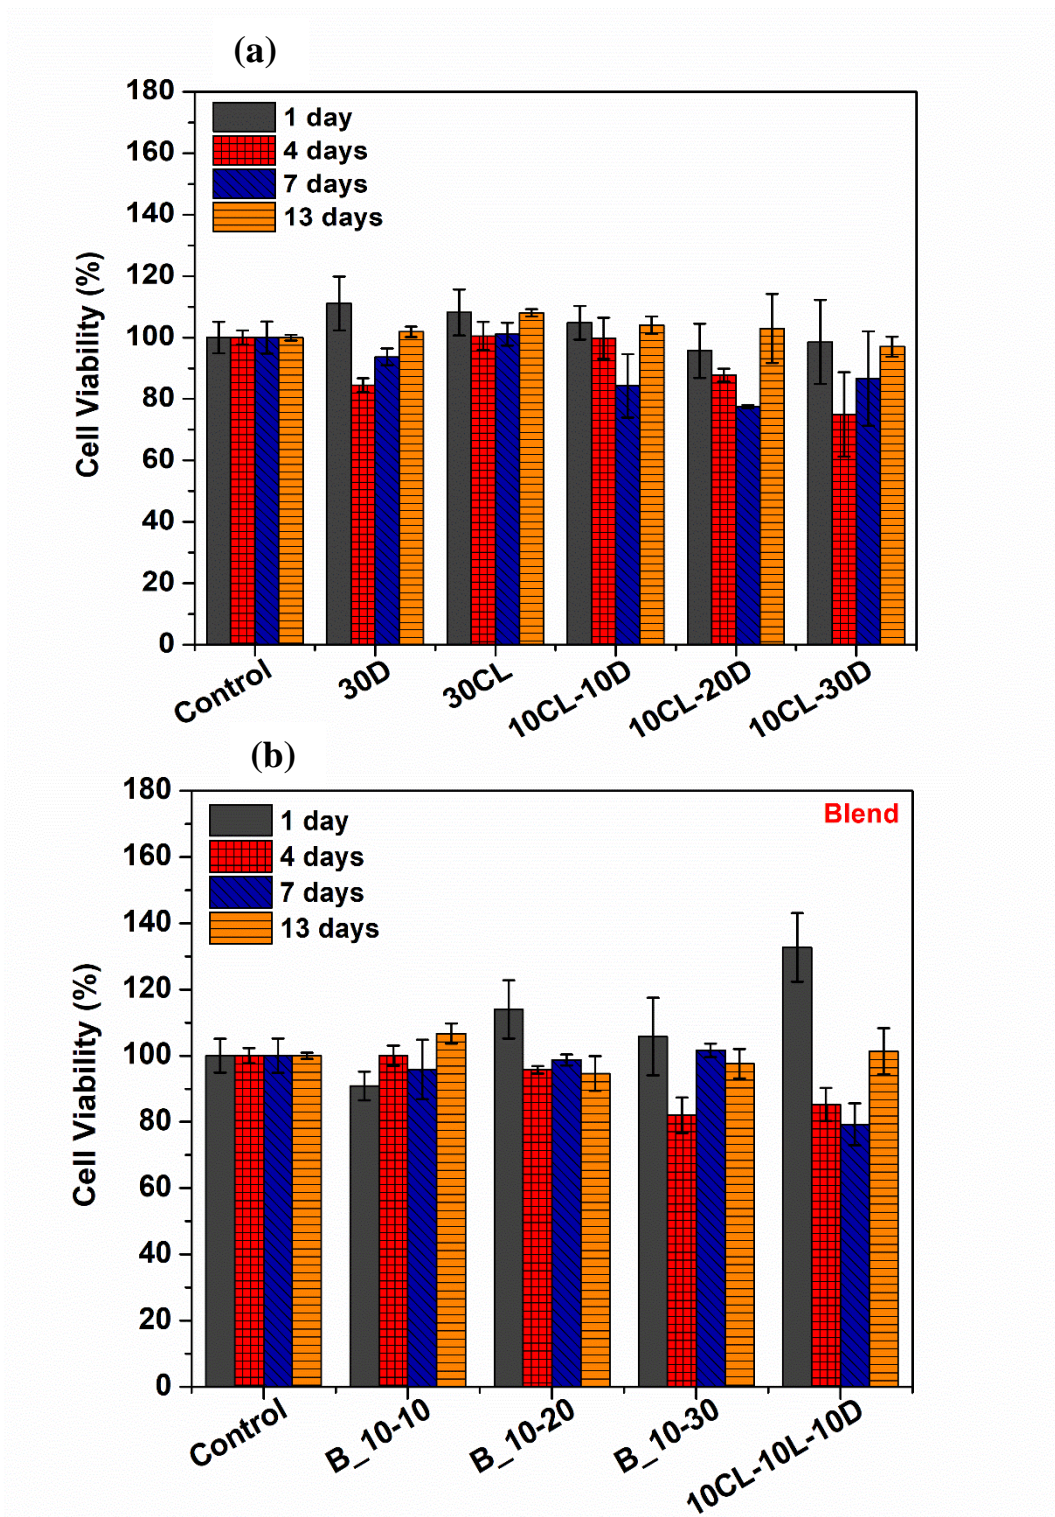 (a)
180
160
140
120
100
80
60
40
20
0
Cell Viability (%)
1 day
4 days
7 days
13 days
Control
30D
30CL
10CL-10D
10CL-20D
10CL-30D
(b)
180
160
140
120
100
80
60
40
20
0
Cell Viability (%)
1 day
4 days
7 days
13 days
Blend
Control
B_10-10
B_10-20
B_10-30
10CL-10L-10D